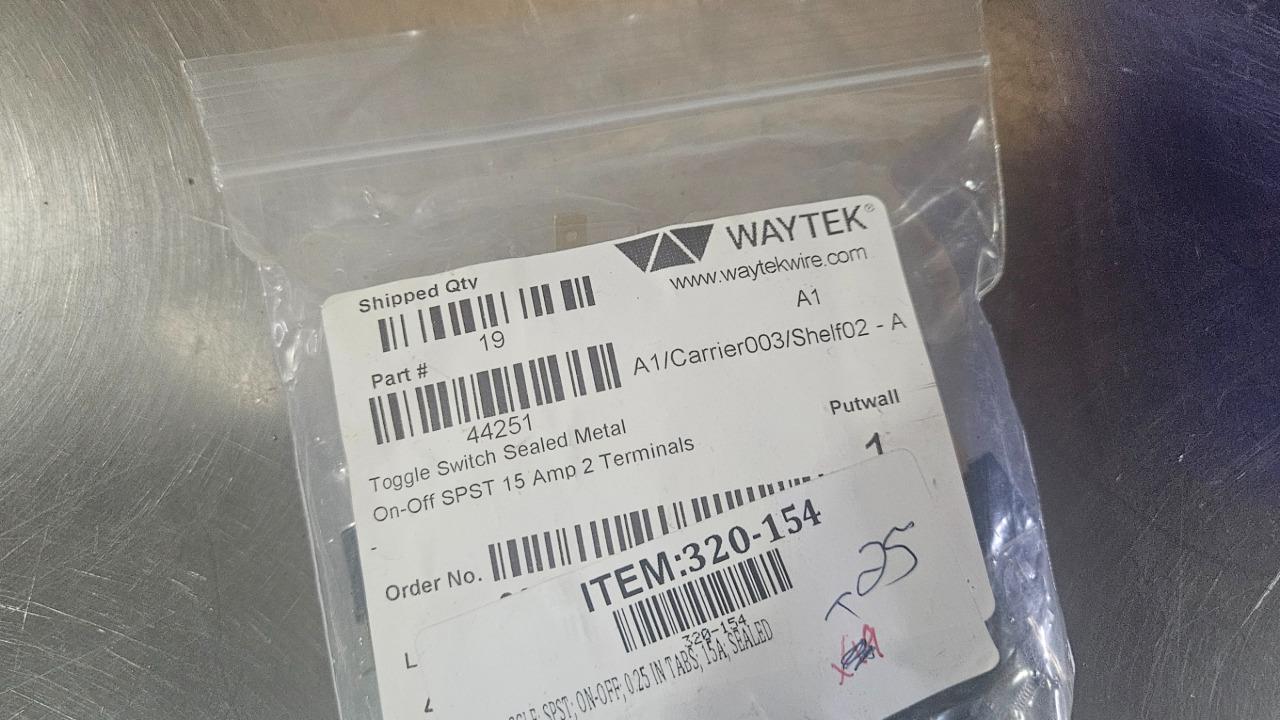 WAYTEK®
www.waytekwire.com
Shipped Qty
19
A1
Part #
A1/Carrier003/Shelf02 - A
44251
Putwall
1
Toggle Switch Sealed Metal
On-Off SPST 15 Amp 2 Terminals
-
Order No.
ITEM:320-154
320-154
SPST; ON-OFF; 0.25 IN TABS; 15A; SEALED
L
T25